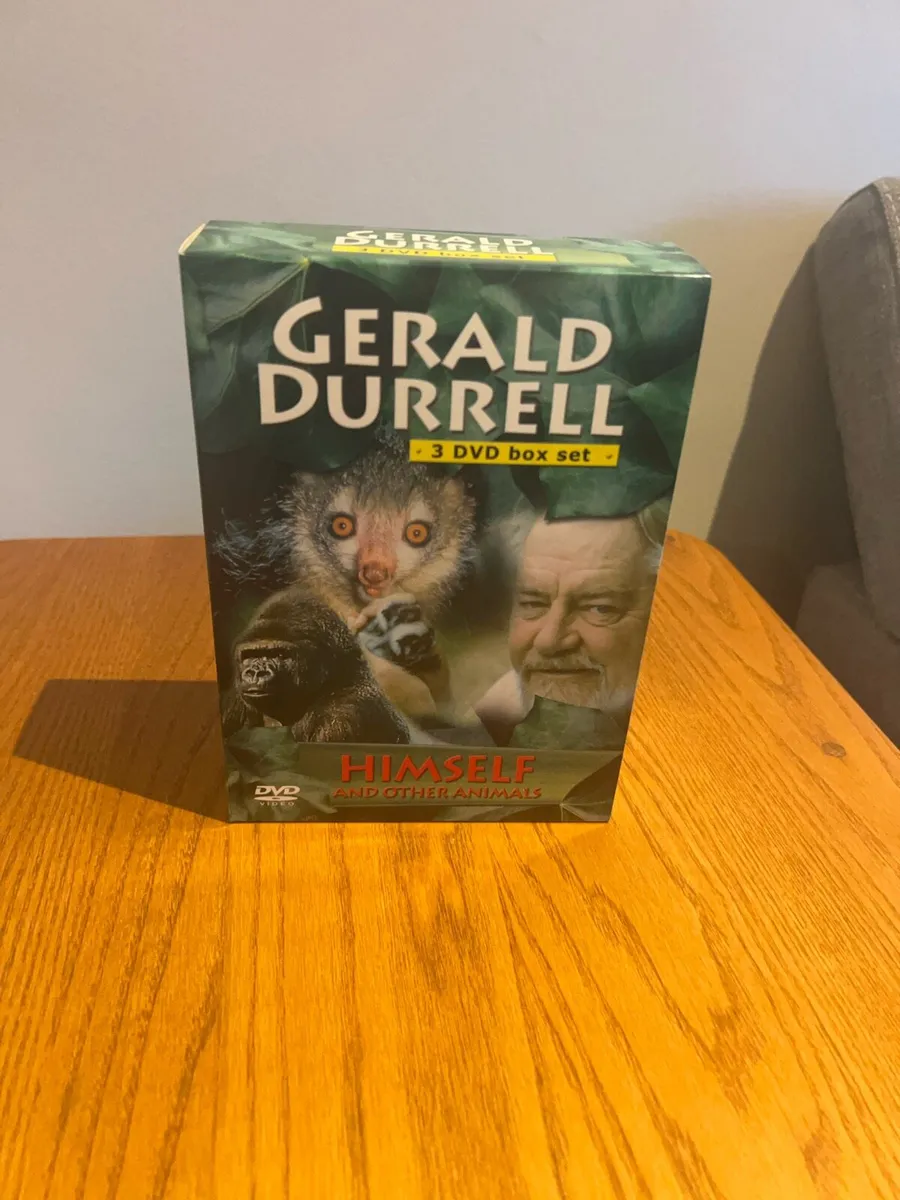 GERALD
DURRELL
3 DVD box set
GERALD
DURRELL
3 DVD box set
HIMSELF
AND OTHER ANIMALS
DVD
VIDEO